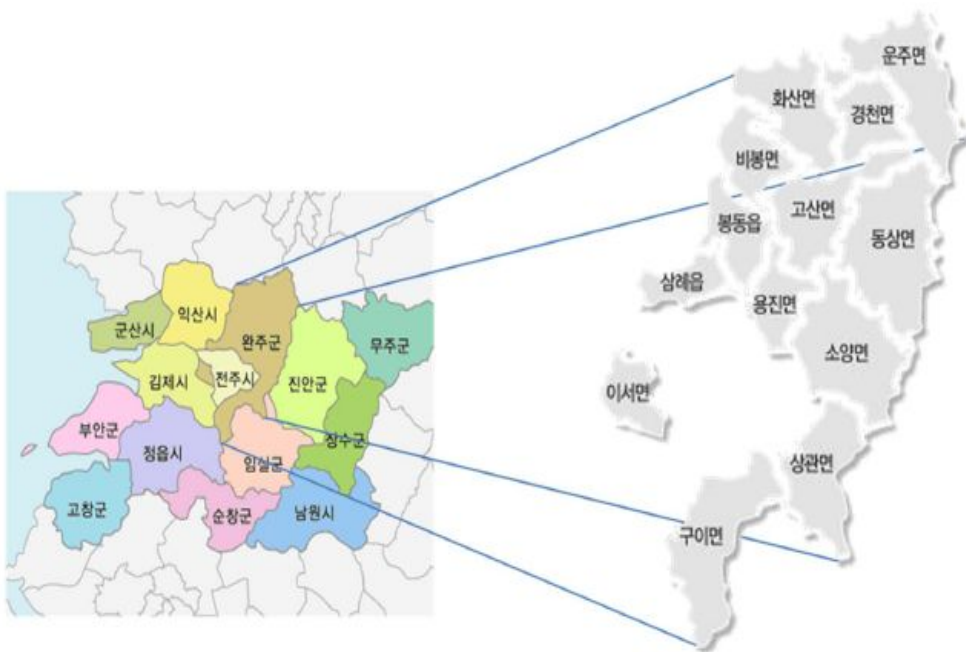 익산시
군산시
완주군
무주군
김제시
전주시
진안군
부안군
정읍시
장수군
임실군
고창군
순창군
남원시
운주면
화산면
경천면
비봉면
고산면
봉동읍
동상면
삼례읍
용진면
소양면
이서면
상관면
구이면